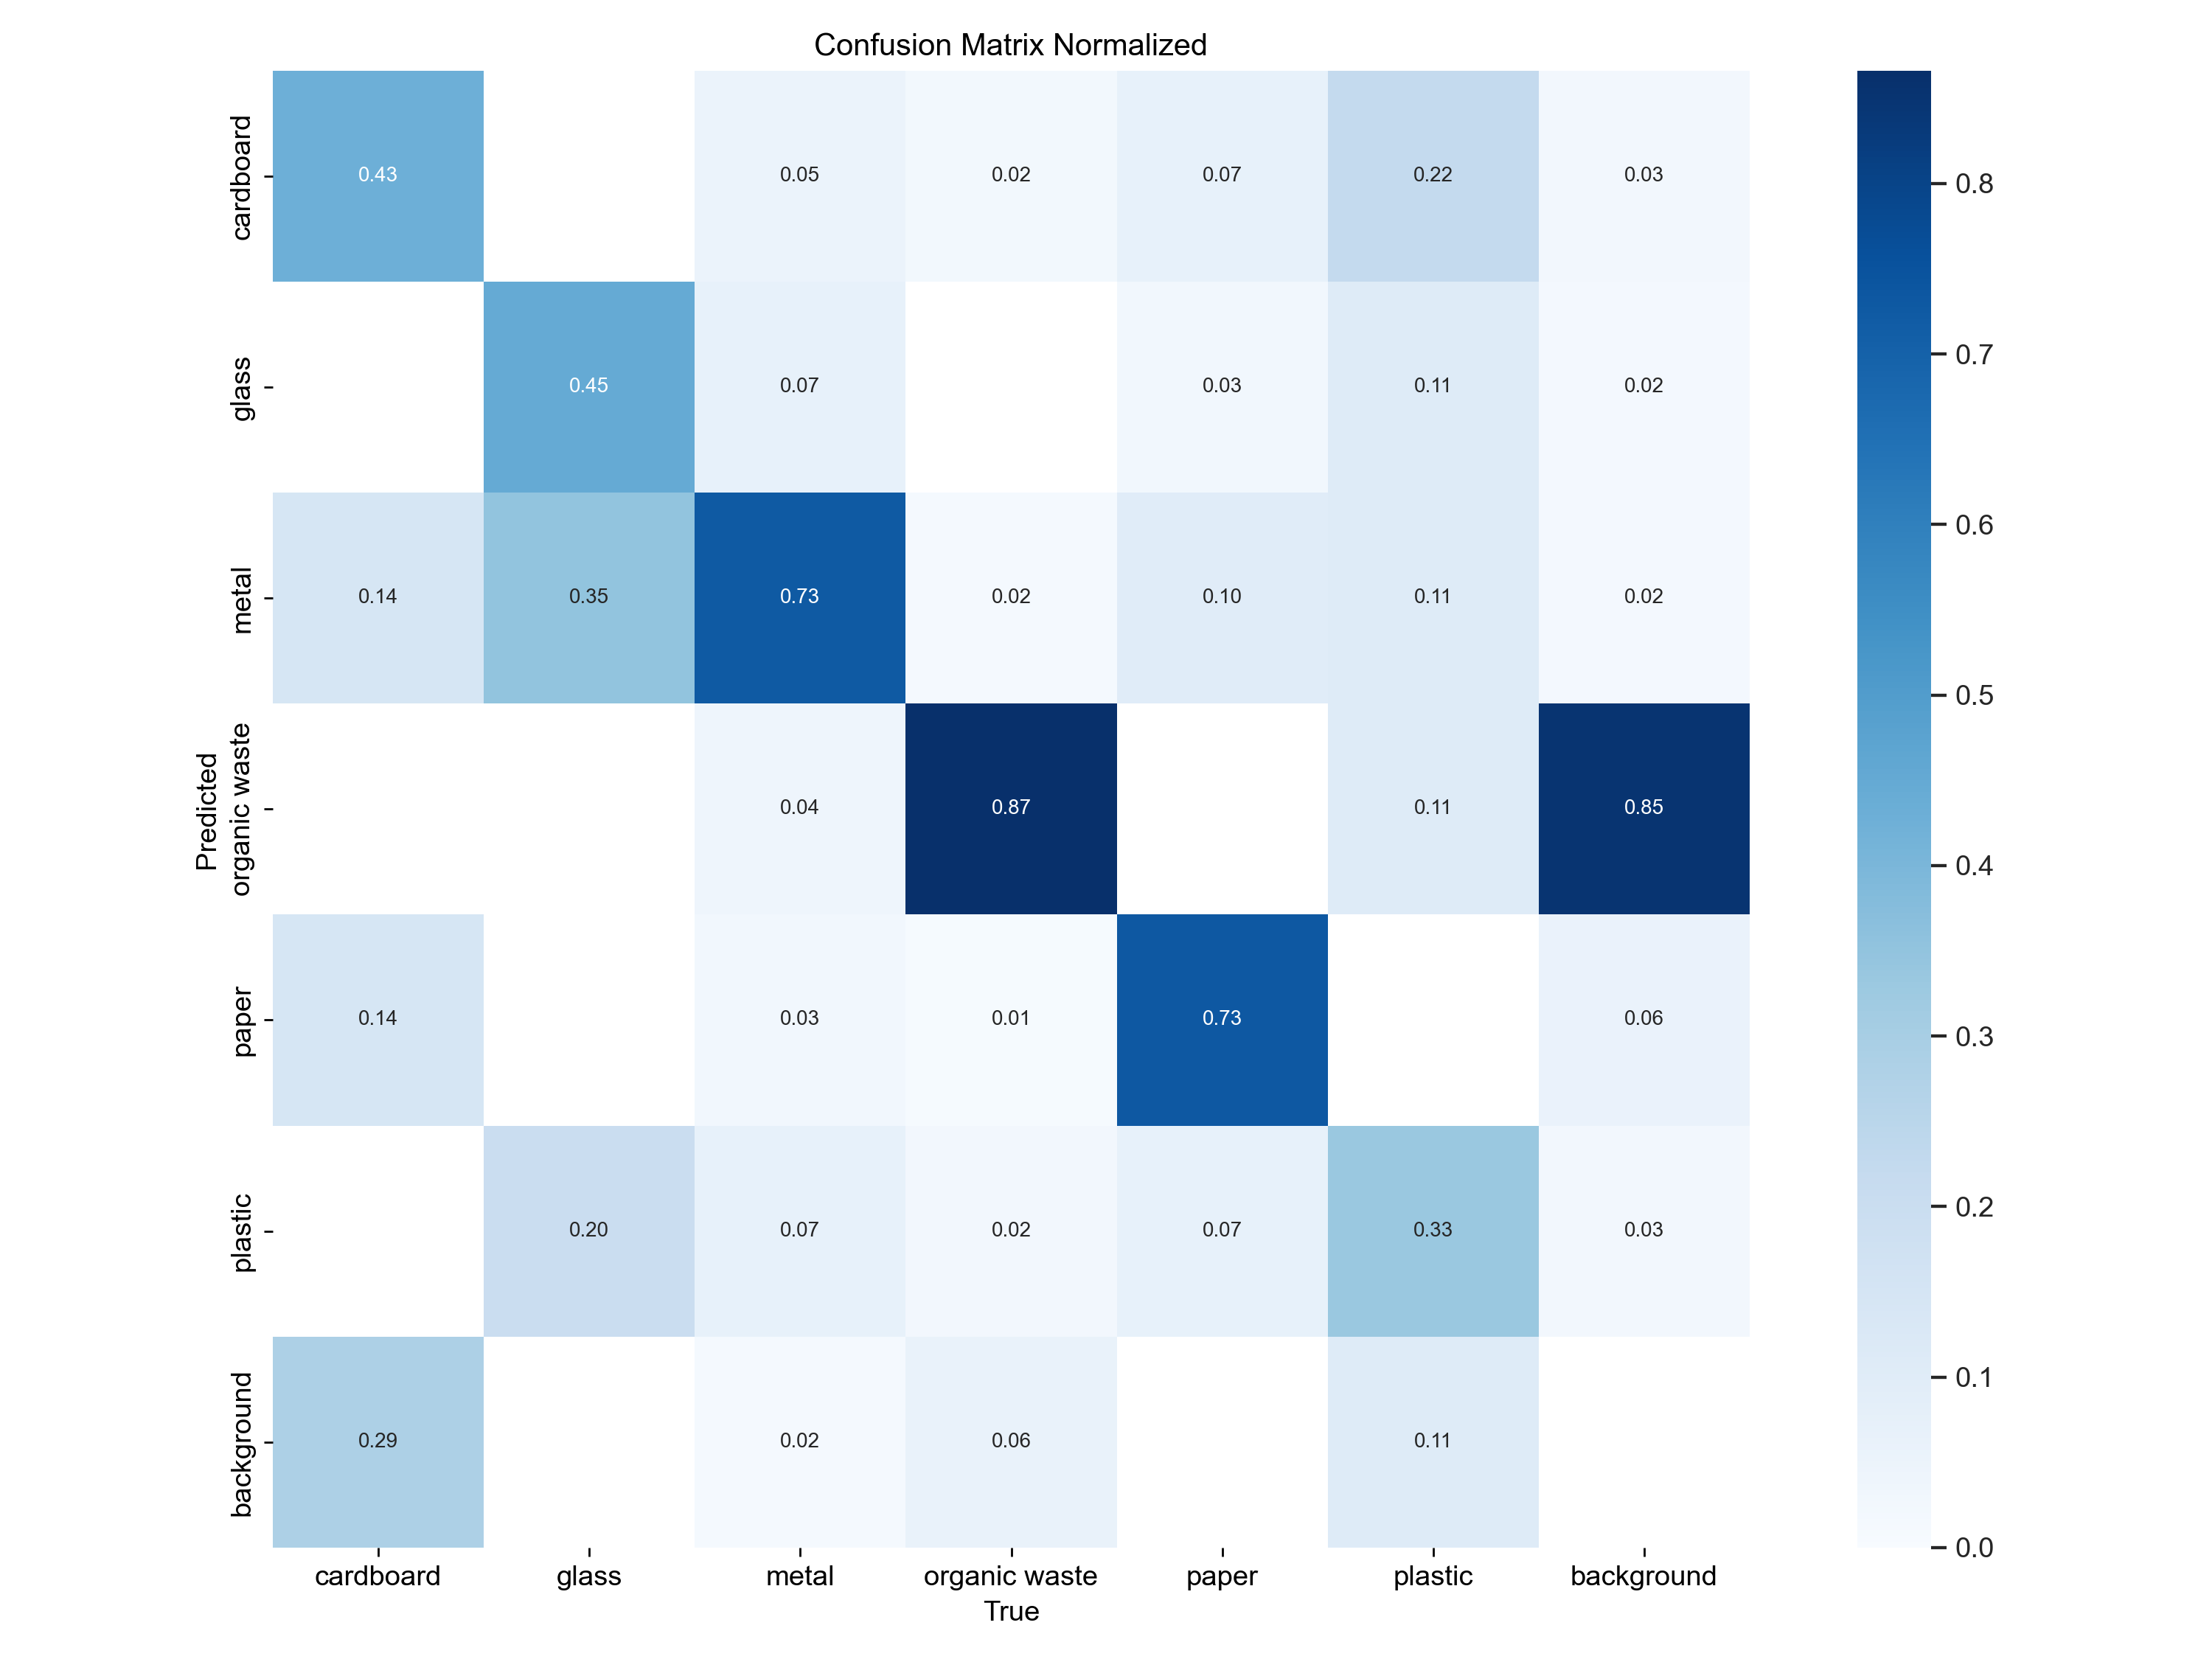 Confusion Matrix Normalized
cardboard
0.43
0.05
0.02
0.07
0.22
0.03
glass
0.45
0.07
0.03
0.11
0.02
metal
0.14
0.35
0.73
0.02
0.10
0.11
0.02
Predicted
organic waste
0.04
0.87
0.11
0.85
paper
0.14
0.03
0.01
0.73
0.06
plastic
0.20
0.07
0.02
0.07
0.33
0.03
background
0.29
0.02
0.06
0.11
cardboard
glass
metal
organic waste
paper
plastic
background
True
0.8
0.7
0.6
0.5
0.4
0.3
0.2
0.1
0.0